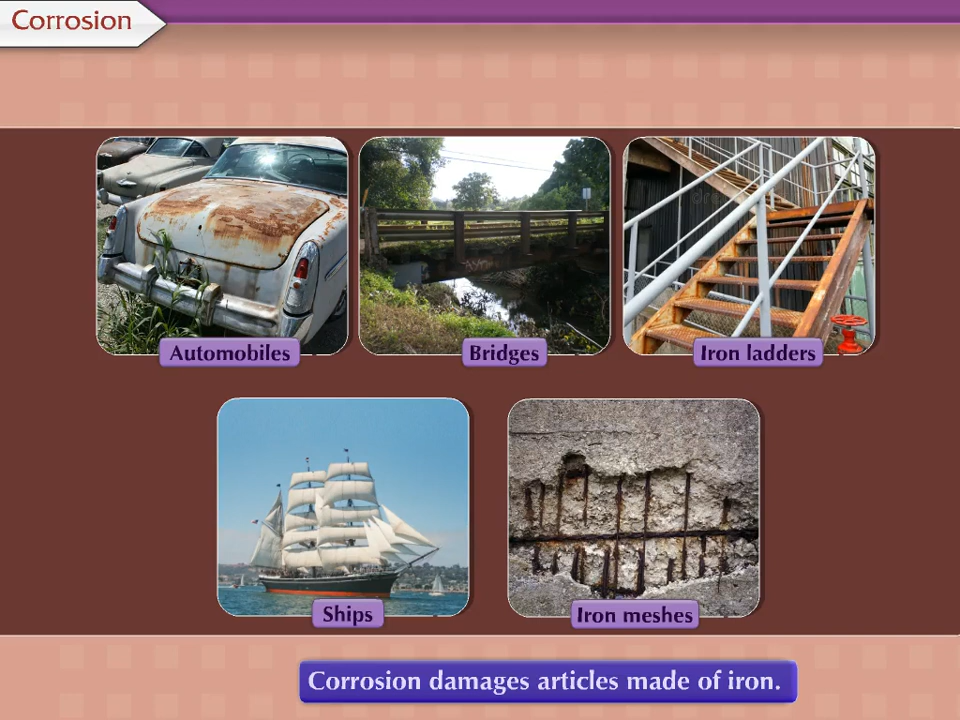 Corrosion
Automobiles
Bridges
Iron ladders
Ships
Iron meshes
Corrosion damages articles made of iron.